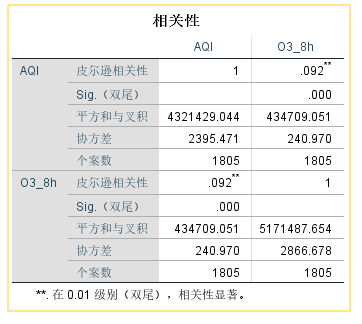 相关性
AQI O3_8h
AQI 皮尔逊相关性 1 .092**
Sig.（双尾） .000
平方和与叉积 4321429.044 434709.051
协方差 2395.471 240.970
个案数 1805 1805
O3_8h 皮尔逊相关性 .092** 1
Sig.（双尾） .000
平方和与叉积 434709.051 5171487.654
协方差 240.970 2866.678
个案数 1805 1805
**. 在 0.01 级别（双尾），相关性显著。